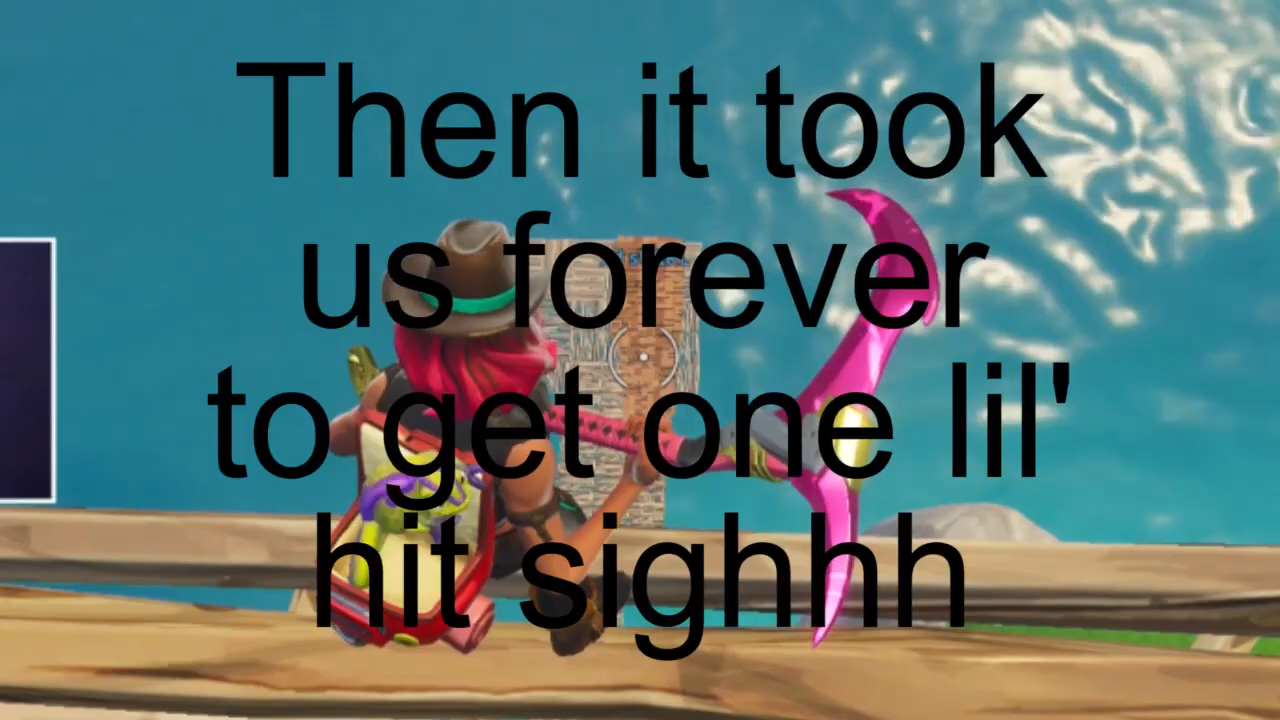 Then it took
us forever
to get one lil'
hit sighhh